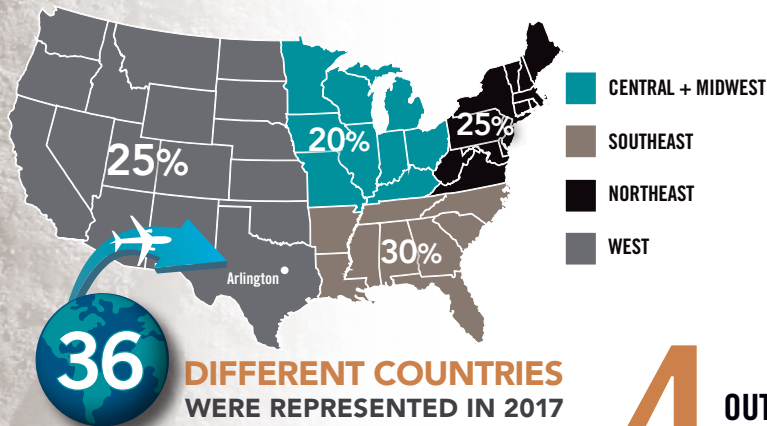 25%
20%
25%
30%
Arlington
CENTRAL + MIDWEST
SOUTHEAST
NORTHEAST
WEST
36
DIFFERENT COUNTRIES
WERE REPRESENTED IN 2017
4
OUT